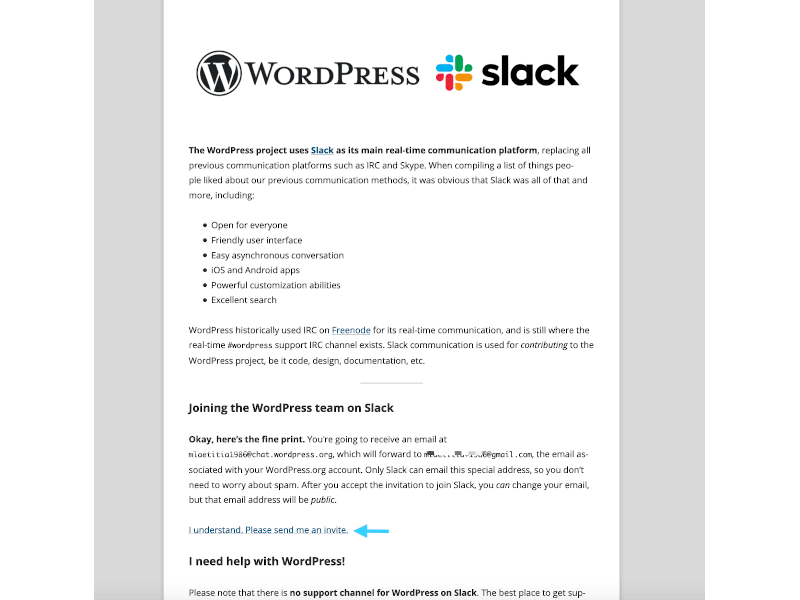 WORDPRESS slack
The WordPress project uses Slack as its main real-time communication platform, replacing all
previous communication platforms such as IRC and Skype. When compiling a list of things peo-
ple liked about our previous communication methods, it was obvious that Slack was all of that and
more, including:
• Open for everyone
• Friendly user interface
• Easy asynchronous conversation
• iOS and Android apps
• Powerful customization abilities
• Excellent search
WordPress historically used IRC on Freenode for its real-time communication, and is still where the
real-time #wordpress support IRC channel exists. Slack communication is used for contributing to the
WordPress project, be it code, design, documentation, etc.
Joining the WordPress team on Slack
Okay, here's the fine print. You're going to receive an email at
mlaetitia1986@chat.wordpress.org, which will forward to @gmail.com, the email as-
sociated with your WordPress.org account. Only Slack can email this special address, so you don't
need to worry about spam. After you accept the invitation to join Slack, you can change your email,
but that email address will be public.
I understand. Please send me an invite.
I need help with WordPress!
Please note that there is no support channel for WordPress on Slack. The best place to get sup-